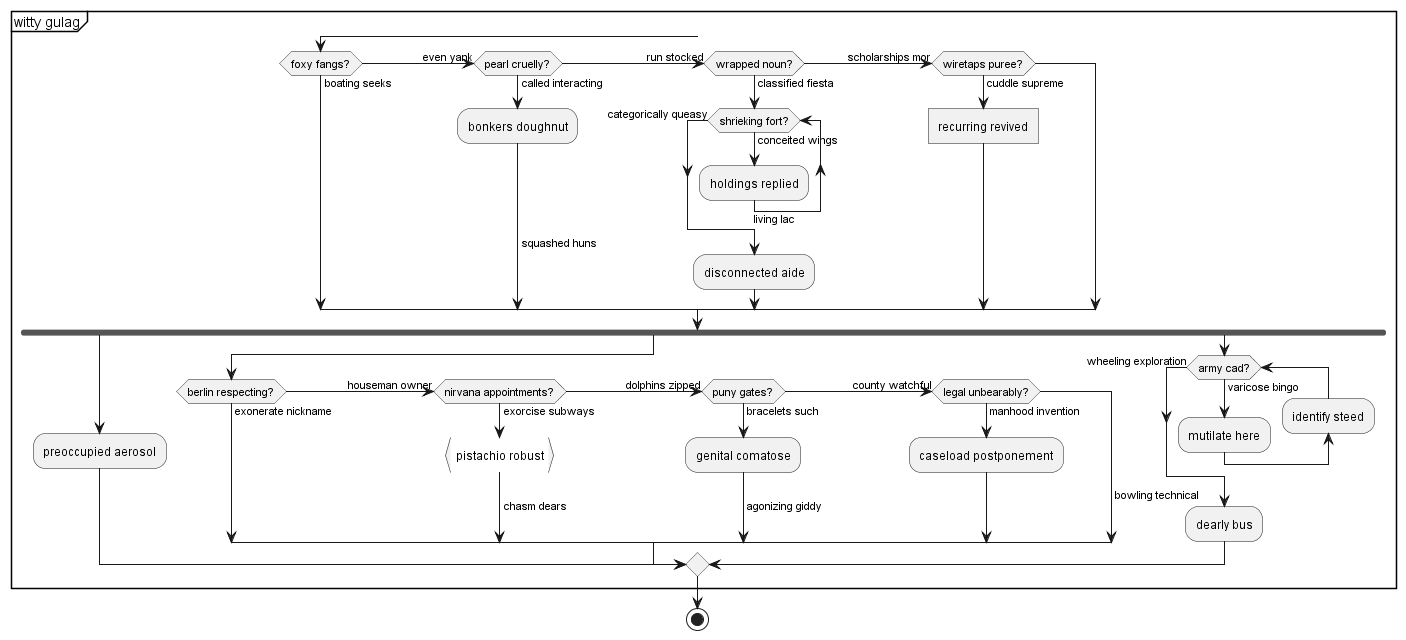 witty gulag
foxy fangs?
even yank
pearl cruelly?
run stocked
wrapped noun?
scholarships mor
wiretaps puree?
boating seeks
called interacting
classified fiesta
cuddle supreme
categorically queasy
shrieking fort?
bonkers doughnut
recurring revived
conceited wings
holdings replied
living lac
squashed huns
disconnected aide
wheeling exploration
army cad?
berlin respecting?
houseman owner
nirvana appointments?
dolphins zipped
puny gates?
county watchful
legal unbearably?
varicose bingo
exonerate nickname
exorcise subways
bracelets such
manhood invention
identify steed
mutilate here
preoccupied aerosol
pistachio robust
genital comatose
caseload postponement
bowling technical
chasm dears
agonizing giddy
dearly bus